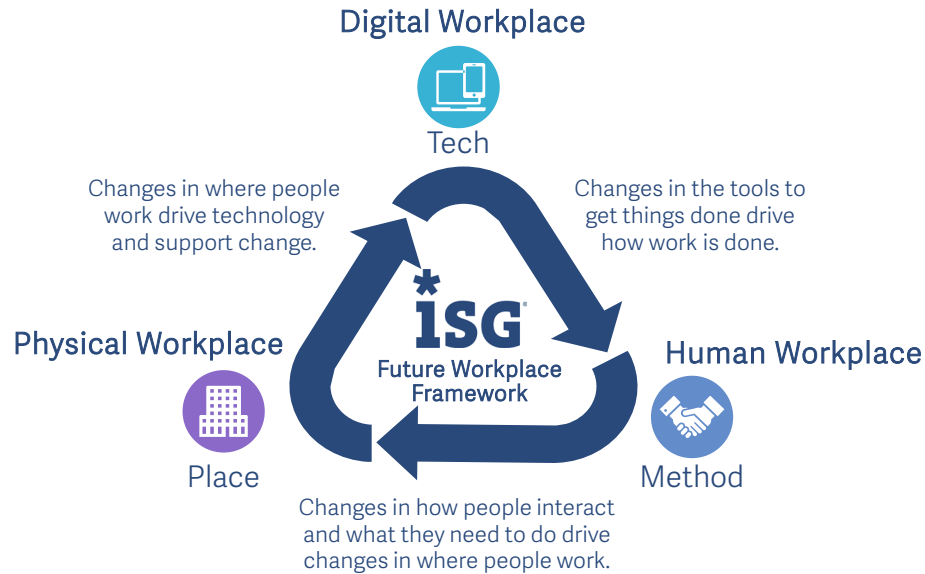 Digital Workplace
Tech
Changes in where people
work drive technology
and support change.
Changes in the tools to
get things done drive
how work is done.
*
iSG®
Future Workplace
Framework
Physical Workplace
Place
Human Workplace
Method
Changes in how people interact
and what they need to do drive
changes in where people work.